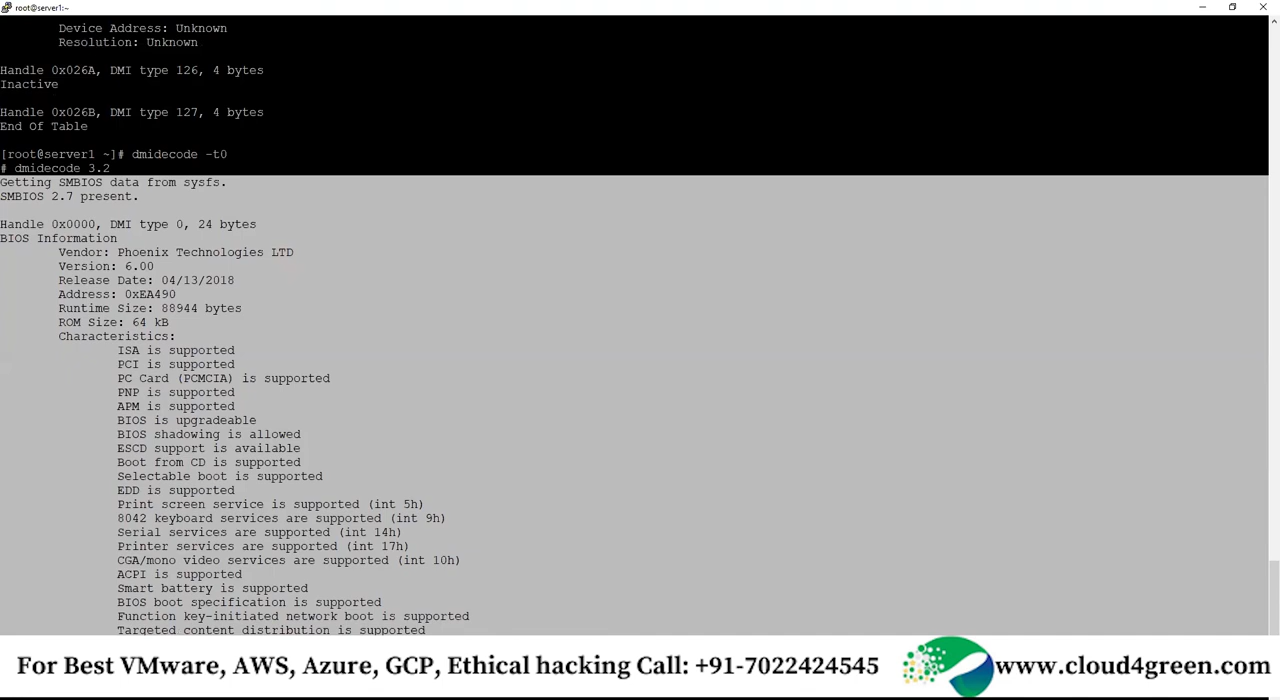 root@server1:~
Device Address: Unknown
Resolution: Unknown
Handle 0x026A, DMI type 126, 4 bytes
Inactive
Handle 0x026B, DMI type 127, 4 bytes
End Of Table
[root@server1 ~]# dmidecode -t0
# dmidecode 3.2
Getting SMBIOS data from sysfs.
SMBIOS 2.7 present.
Handle 0x0000, DMI type 0, 24 bytes
BIOS Information
Vendor: Phoenix Technologies LTD
Version: 6.00
Release Date: 04/13/2018
Address: 0xEA490
Runtime Size: 88944 bytes
ROM Size: 64 kB
Characteristics:
ISA is supported
PCI is supported
PC Card (PCMCIA) is supported
PNP is supported
APM is supported
BIOS is upgradeable
BIOS shadowing is allowed
ESCD support is available
Boot from CD is supported
Selectable boot is supported
EDD is supported
Print screen service is supported (int 5h)
8042 keyboard services are supported (int 9h)
Serial services are supported (int 14h)
Printer services are supported (int 17h)
CGA/mono video services are supported (int 10h)
ACPI is supported
Smart battery is supported
BIOS boot specification is supported
Function key-initiated network boot is supported
Targeted content distribution is supported
For Best VMware, AWS, Azure, GCP, Ethical hacking Call: +91-7022424545
www.cloud4green.com